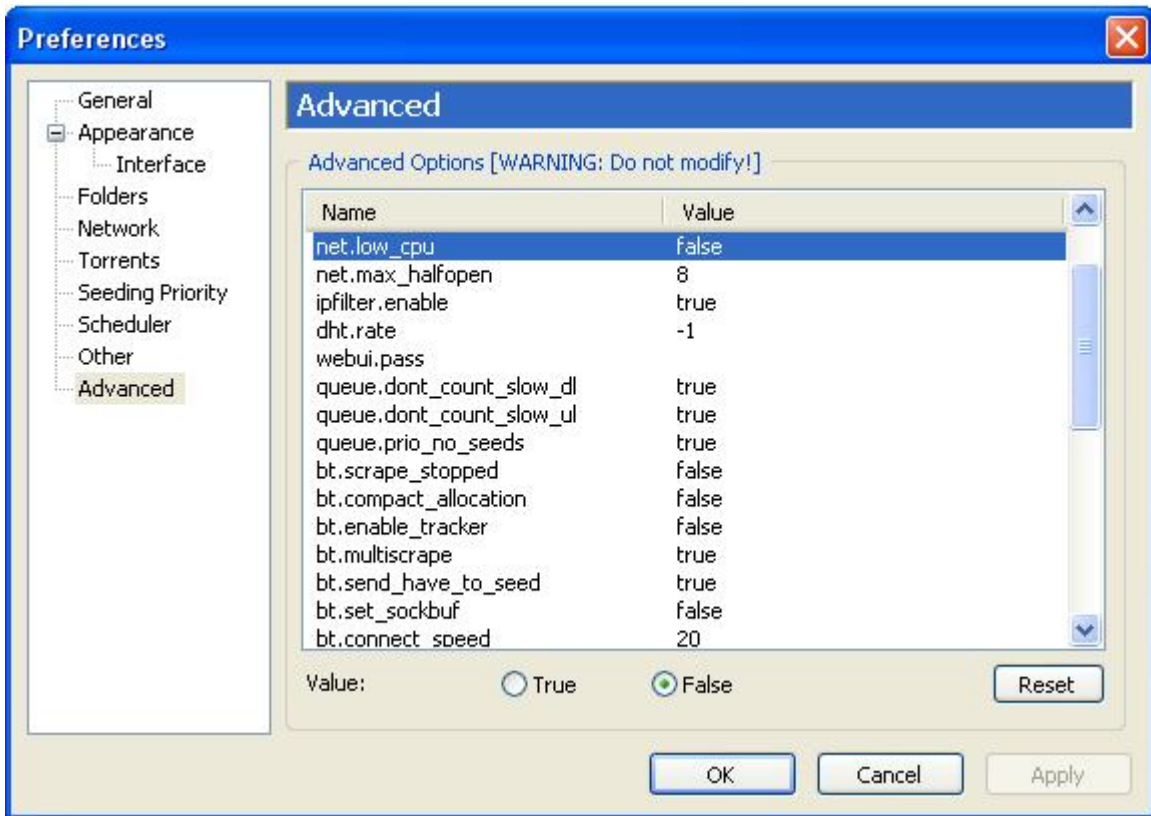 Preferences
General
Appearance
Interface
Folders
Network
Torrents
Seeding Priority
Scheduler
Other
Advanced
Advanced
Advanced Options [WARNING: Do not modify!]
Name Value
net.low_cpu false
net.max_halfopen 8
ipfilter.enable true
dht.rate -1
webui.pass
queue.dont_count_slow_dl true
queue.dont_count_slow_ul true
queue.prio_no_seeds true
bt.scrape_stopped false
bt.compact_allocation false
bt.enable_tracker false
bt.multiscrape true
bt.send_have_to_seed true
bt.set_sockbuf false
bt.connect_speed 20
Value: True False Reset
OK Cancel Apply